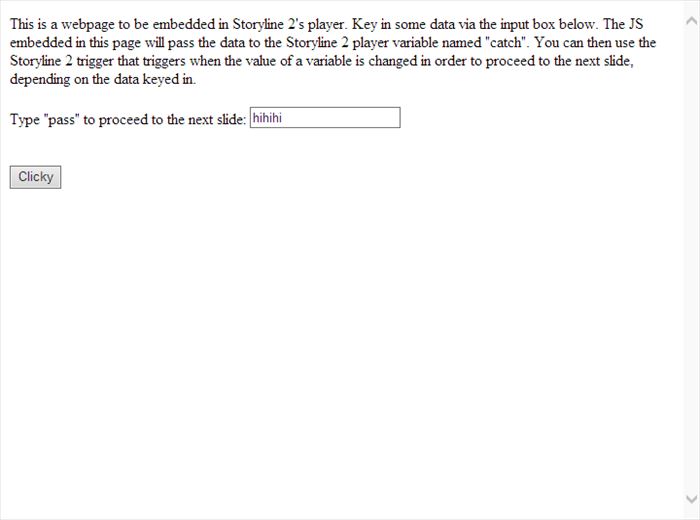 This is a webpage to be embedded in Storyline 2's player. Key in some data via the input box below. The JS
embedded in this page will pass the data to the Storyline 2 player variable named "catch". You can then use the
Storyline 2 trigger that triggers when the value of a variable is changed in order to proceed to the next slide,
depending on the data keyed in.
Type "pass" to proceed to the next slide: hihihi
Clicky